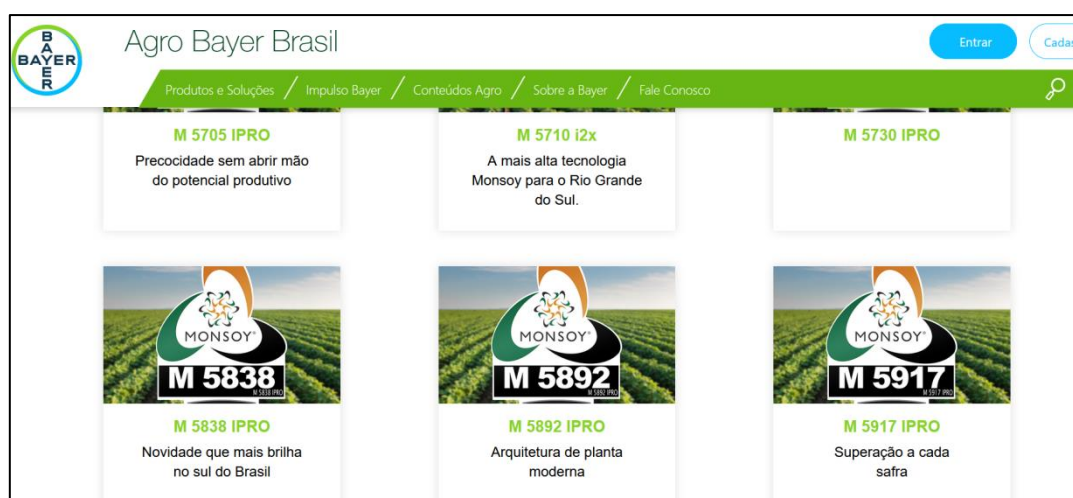 BAYER
BAYER
Agro Bayer Brasil
Entrar
Cadas
Produtos e Soluções / Impulso Bayer / Conteúdos Agro / Sobre a Bayer / Fale Conosco
M 5705 IPRO
Precocidade sem abrir mão
do potencial produtivo
M 5710 i2x
A mais alta tecnologia
Monsoy para o Rio Grande
do Sul.
M 5730 IPRO
MONSOY®
M 5838
M 5838 IPRO
M 5838 IPRO
Novidade que mais brilha
no sul do Brasil
MONSOY®
M 5892
M 5892 IPRO
M 5892 IPRO
Arquitetura de planta
moderna
MONSOY®
M 5917
M 5917 IPRO
M 5917 IPRO
Superação a cada
safra